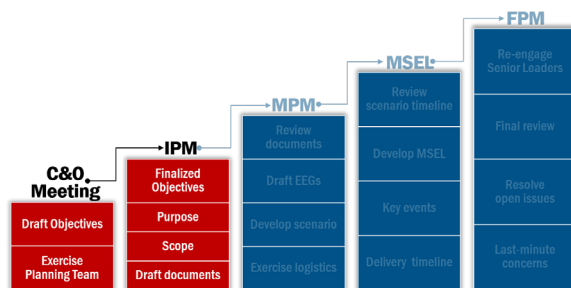 C&O
Meeting
Draft Objectives
Exercise
Planning Team
IPM
Finalized
Objectives
Purpose
Scope
Draft documents
MPM
Review
documents
Draft EEGs
Develop scenario
Exercise logistics
MSEL
Review
scenario timeline
Develop MSEL
Key events
Delivery timeline
FPM
Re-engage
Senior Leaders
Final review
Resolve
open issues
Last-minute
concerns